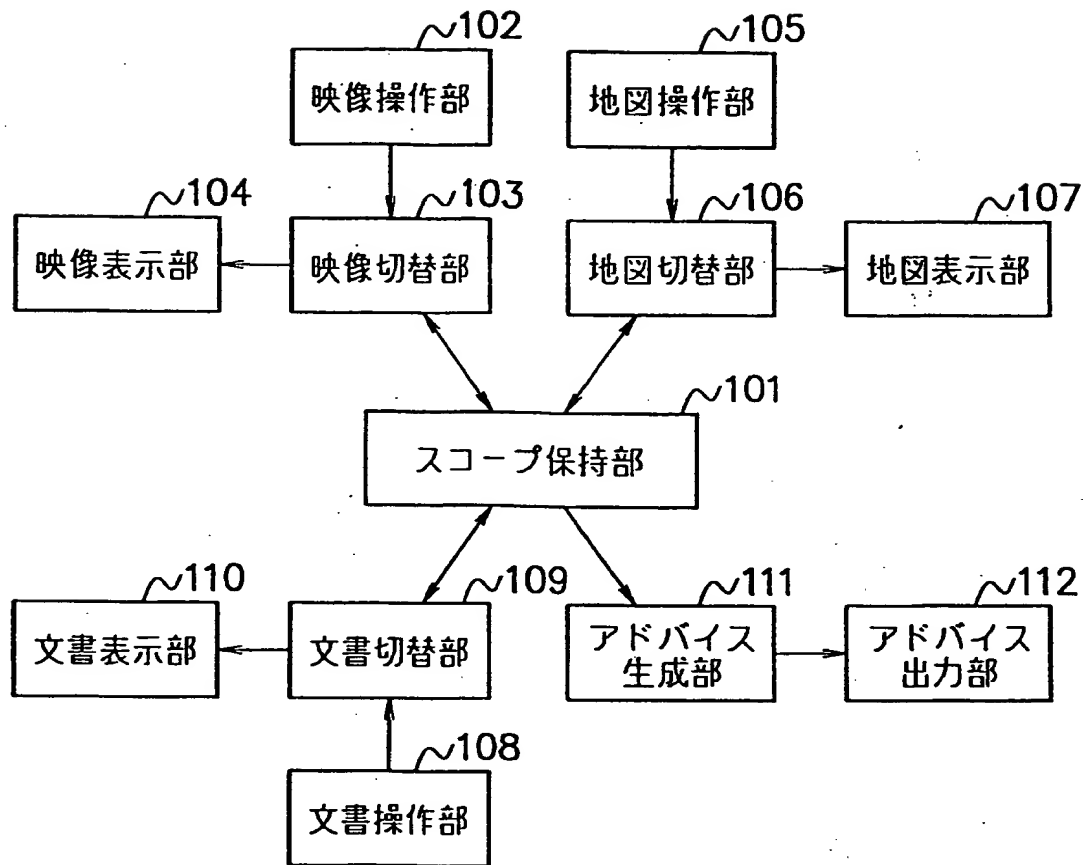 102
映像操作部
105
地図操作部
104
映像表示部
103
映像切替部
106
地図切替部
107
地図表示部
101
スコープ保持部
110
文書表示部
109
文書切替部
111
アドバイス
生成部
112
アドバイス
出力部
108
文書操作部